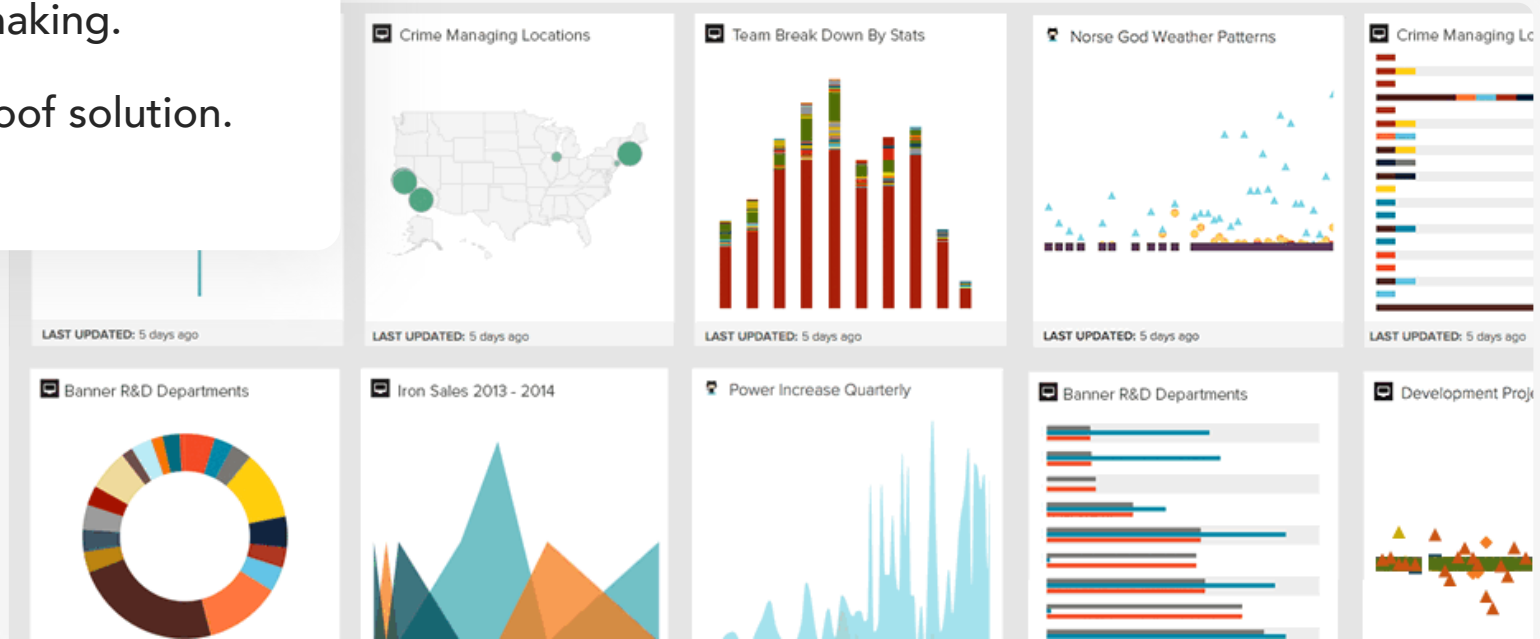 aking.
oof solution.
Crime Managing Locations
Team Break Down By Stats
Norse God Weather Patterns
Crime Managing Lo
LAST UPDATED: 5 days ago
LAST UPDATED: 5 days ago
LAST UPDATED: 5 days ago
LAST UPDATED: 5 days ago
LAST UPDATED: 5 days ago
Banner R&D Departments
Iron Sales 2013 - 2014
Power Increase Quarterly
Banner R&D Departments
Development Proje